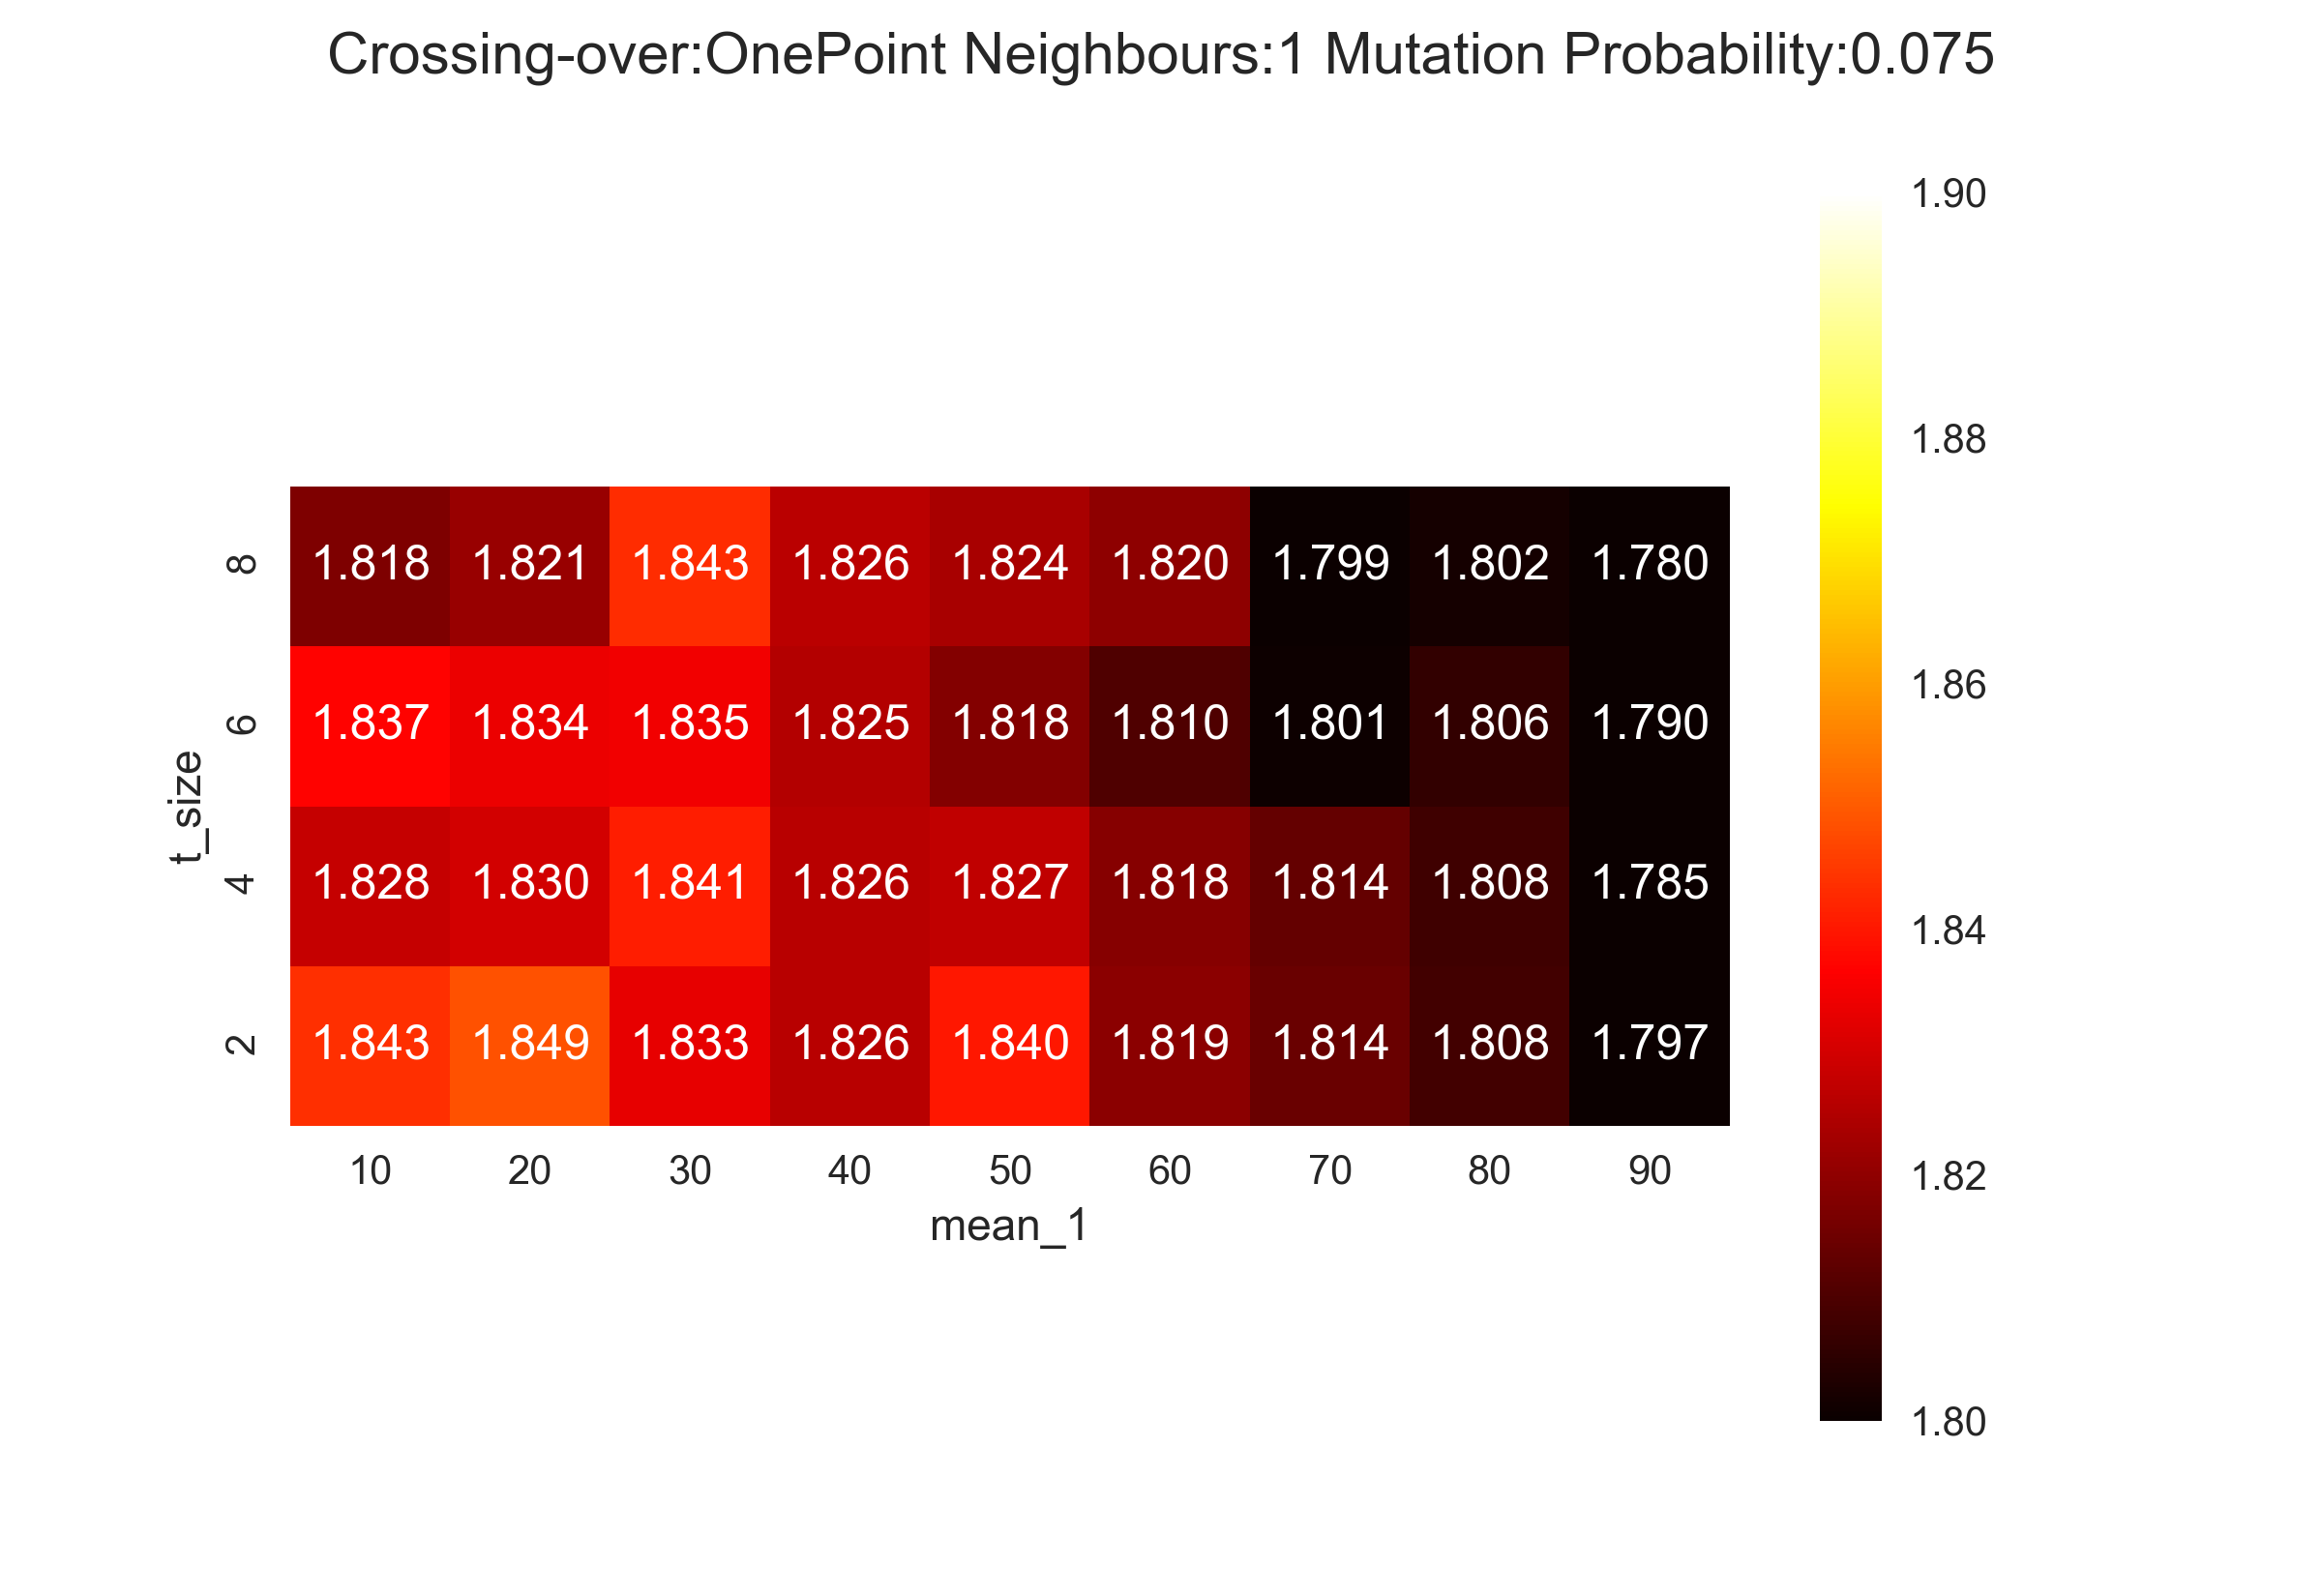 Crossing-over:OnePoint Neighbours:1 Mutation Probability:0.075
t_size
8 1.818 1.821 1.843 1.826 1.824 1.820 1.799 1.802 1.780
6 1.837 1.834 1.835 1.825 1.818 1.810 1.801 1.806 1.790
4 1.828 1.830 1.841 1.826 1.827 1.818 1.814 1.808 1.785
2 1.843 1.849 1.833 1.826 1.840 1.819 1.814 1.808 1.797
10 20 30 40 50 60 70 80 90
mean_1
1.90
1.88
1.86
1.84
1.82
1.80